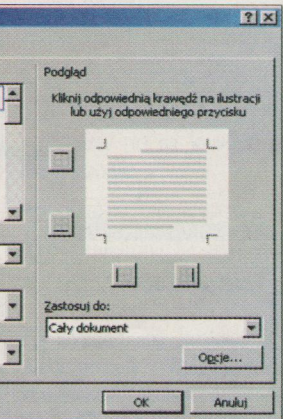 Podgląd
Kliknij odpowiednią krawędź na ilustracji
lub użyj odpowiedniego przycisku
Zastosuj do:
Cały dokument
Opcje...
OK
Anuluj